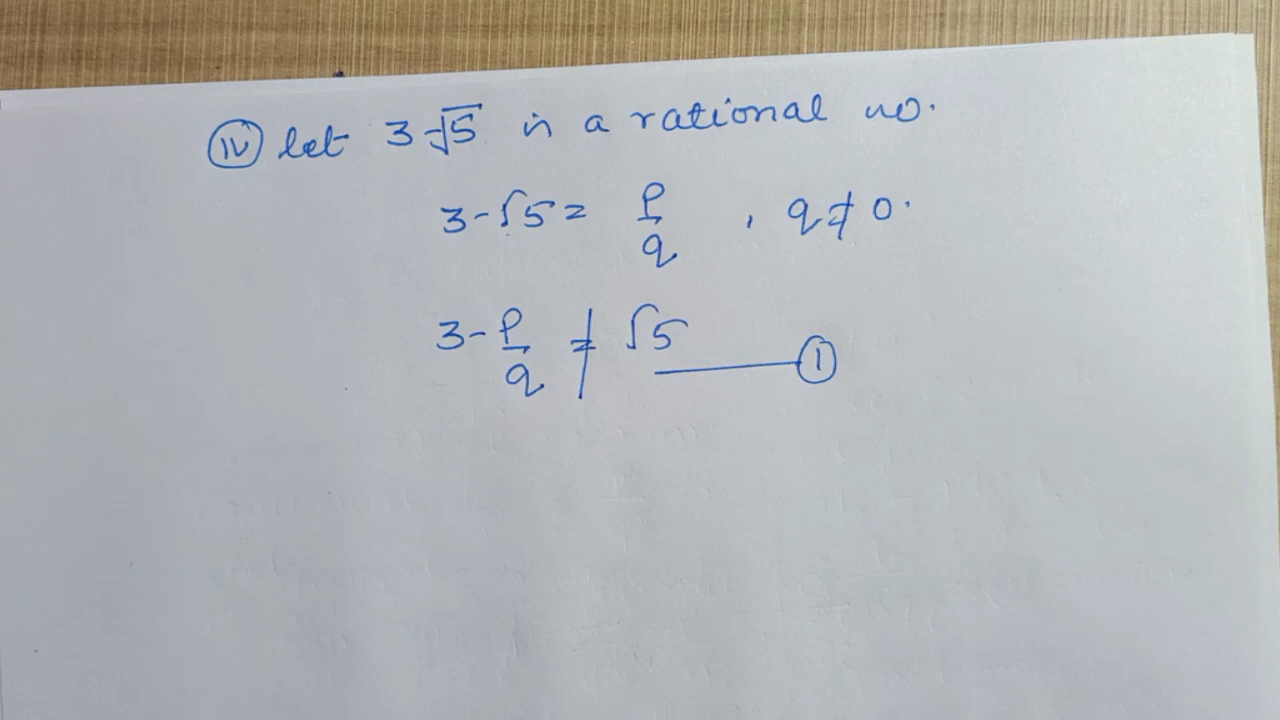 (iv) let 3-√5 is a rational no.
3-√5 = p/q , q ≠ 0.
3 - p/q ≠ √5 —— (1)